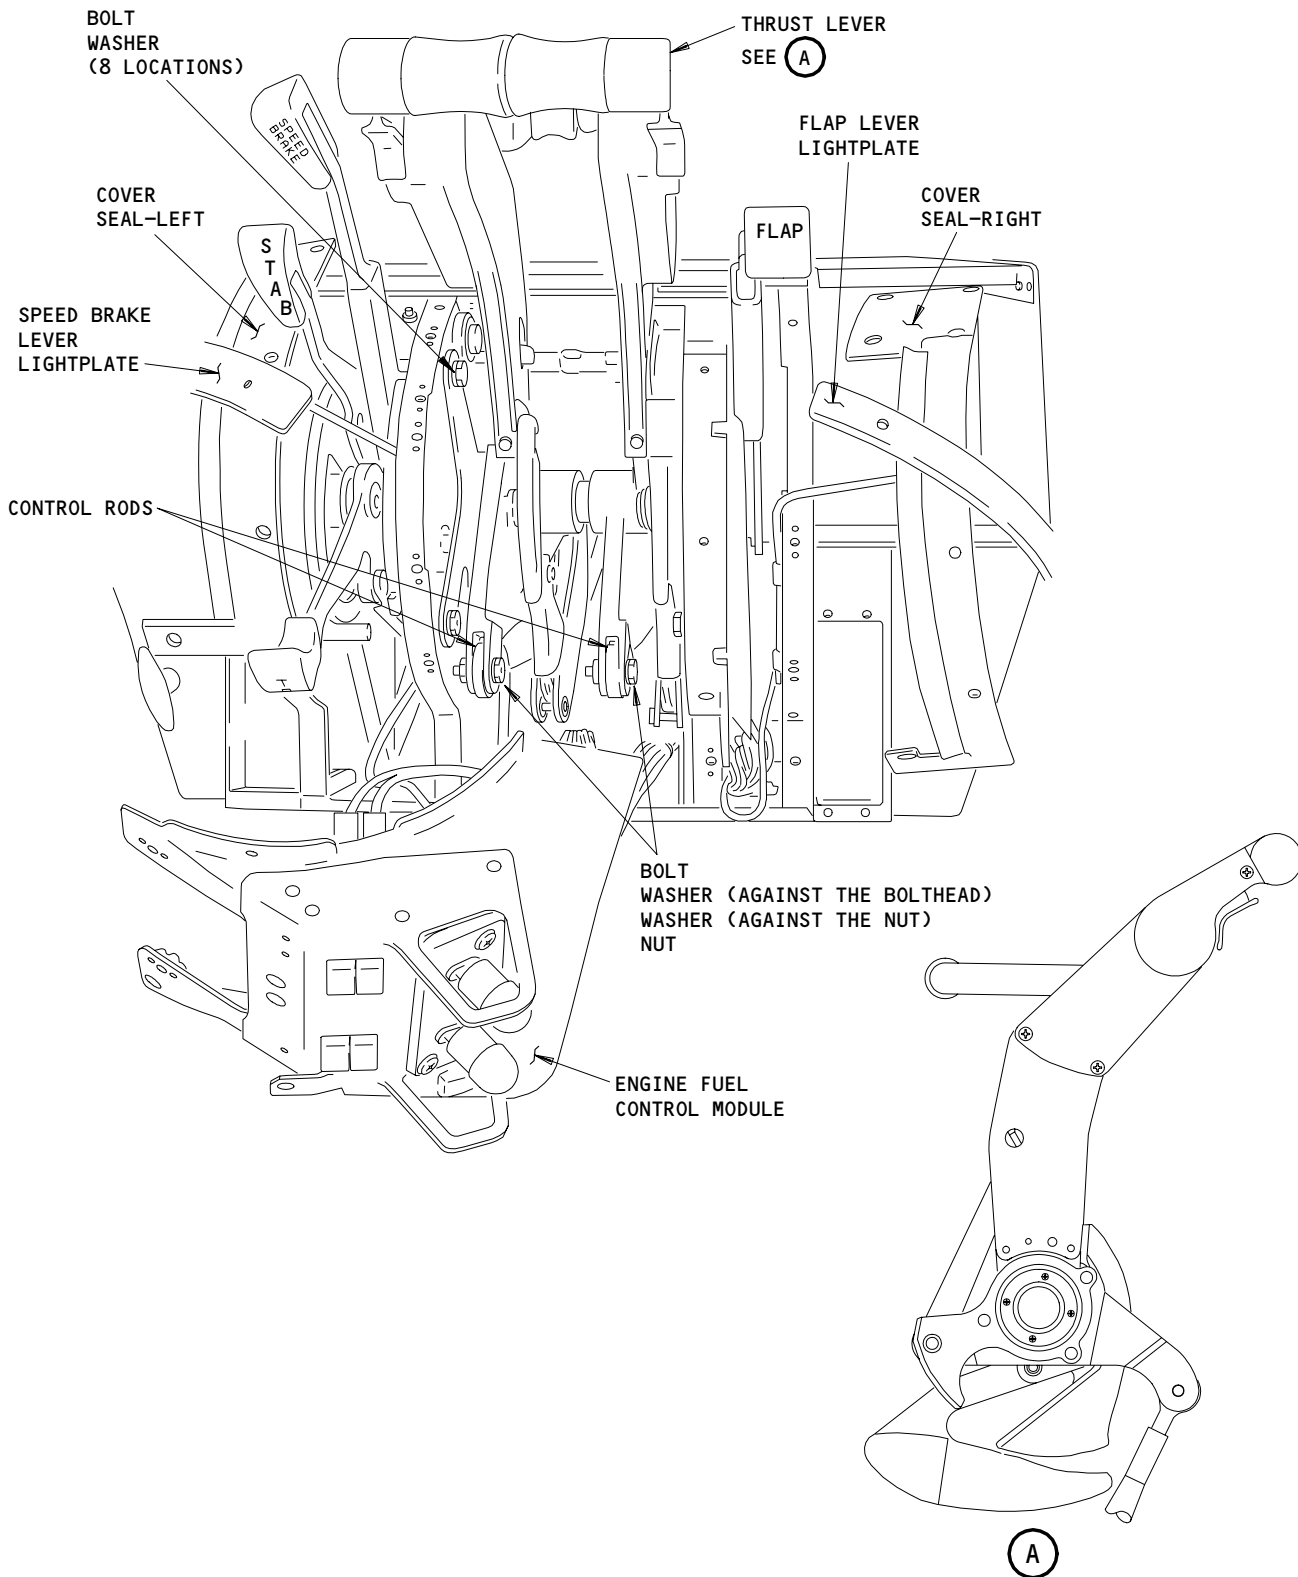 BOLT
WASHER
(8 LOCATIONS)
THRUST LEVER
SEE A
SPEED
BRAKE
FLAP LEVER
LIGHTPLATE
COVER
SEAL-LEFT
COVER
SEAL-RIGHT
STAB
FLAP
SPEED BRAKE
LEVER
LIGHTPLATE
CONTROL RODS
BOLT
WASHER (AGAINST THE BOLTHEAD)
WASHER (AGAINST THE NUT)
NUT
ENGINE FUEL
CONTROL MODULE
A